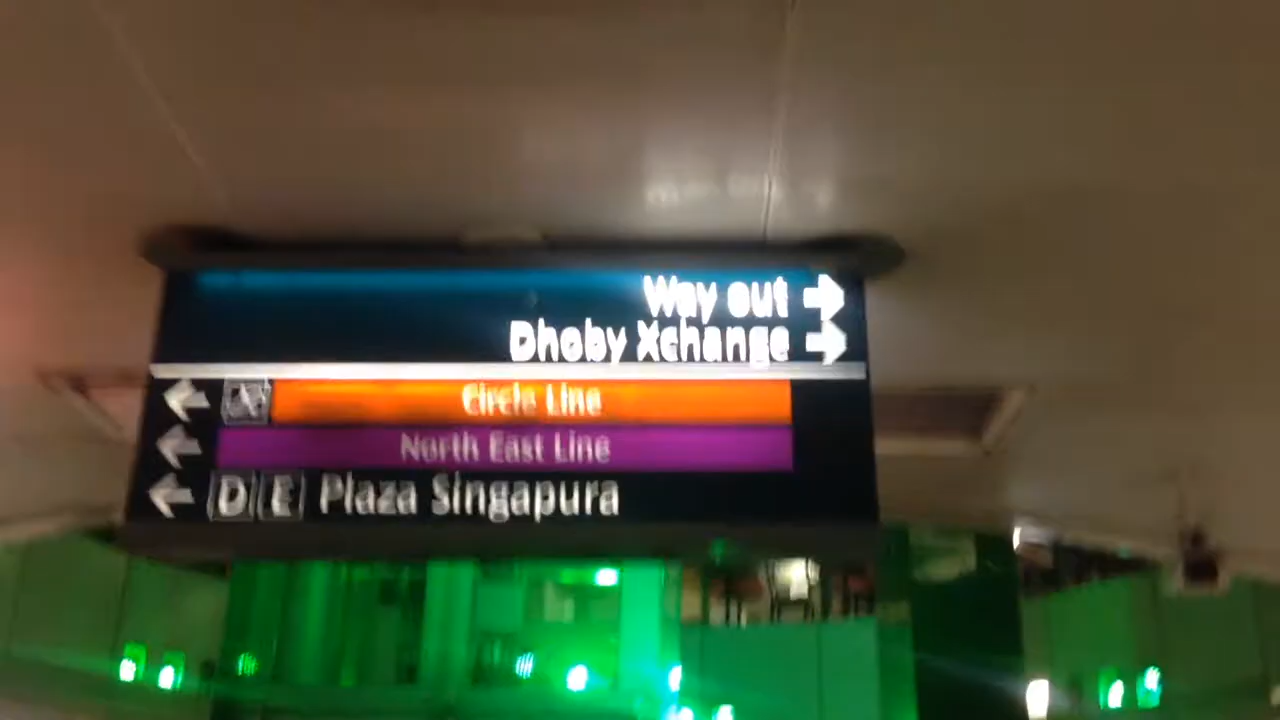 Way out
Dhoby Xchange
Circle Line
North East Line
D E Plaza Singapura